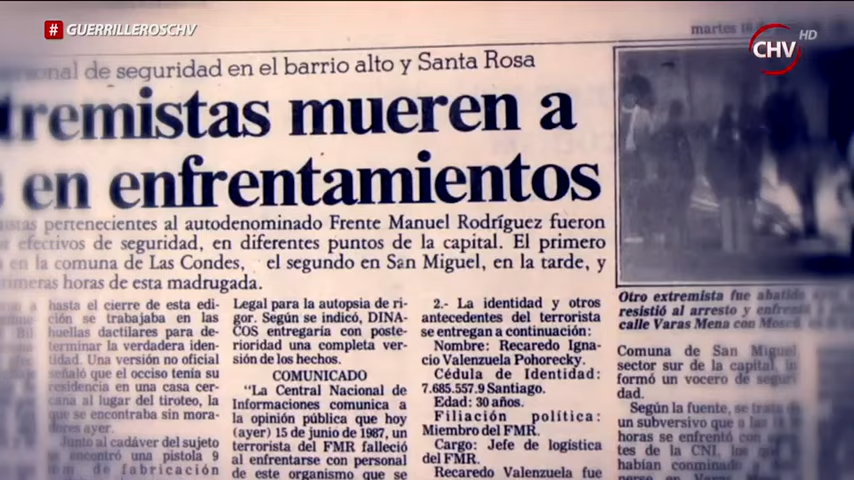 # GUERRILLEROSCHV
martes 16
CHV HD
de seguridad en el barrio alto y Santa Rosa
tremistas mueren a
en enfrentamientos
pertenecientes al autodenominado Frente Manuel Rodríguez fueron
efectivos de seguridad, en diferentes puntos de la capital. El primero
en la comuna de Las Condes, el segundo en San Miguel, en la tarde, y
horas de esta madrugada.
hasta el cierre de esta edi-
ción se trabajaba en las
huellas dactilares para de-
terminar la verdadera iden-
tidad. Una versión no oficial
señaló que el occiso tenía su
residencia en una casa cer-
cana al lugar del tiroteo, la
que se encontraba sin mora-
dores ayer.
Junto al cadáver del sujeto
se encontró una pistola 9
de fabricación
Legal para la autopsia de ri-
gor. Según se indicó, DINA-
COS entregaría con poste-
rioridad una completa ver-
sión de los hechos.
COMUNICADO
"La Central Nacional de
Informaciones comunica a
la opinión pública que hoy
(ayer) 15 de junio de 1987, un
terrorista del FMR falleció
al enfrentarse con personal
de este organismo que se
2.- La identidad y otros
antecedentes del terrorista
se entregan a continuación:
Nombre: Recaredo Igna-
cio Valenzuela Pohorecky.
Cédula de Identidad:
7.685.557.9 Santiago.
Edad: 30 años.
Filiación política:
Miembro del FMR.
Cargo: Jefe de logística
del FMR.
Recaredo Valenzuela fue
Otro extremista fue abatido
resistió al arresto y
calle Varas Mena con
Comuna de San Miguel,
sector sur de la capital, in-
formó un vocero de seguri-
dad.
Según la fuente, se trata de
un subversivo que a las
horas se enfrentó con
tes de la CNI, los
habían conminado
en Varas